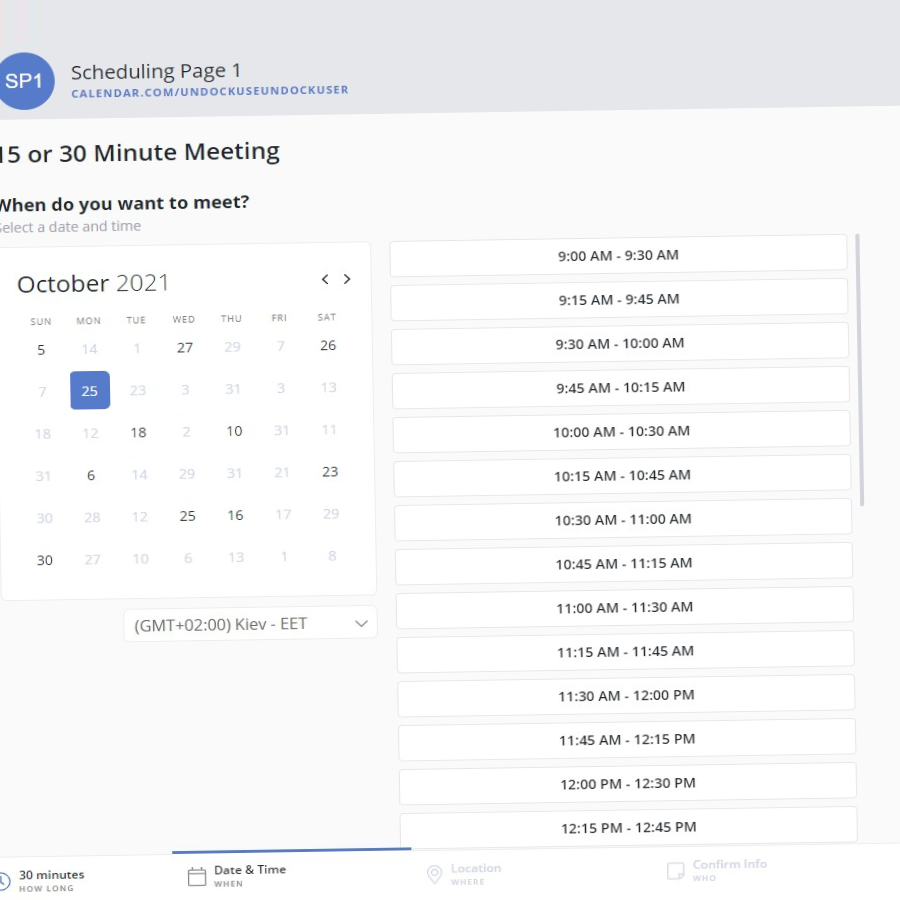 SP1
Scheduling Page 1
CALENDAR.COM/UNDOCKUSEUNDOCKUSER
15 or 30 Minute Meeting
When do you want to meet?
Select a date and time
October 2021
SUN MON TUE WED THU FRI SAT
5 14 1 27 29 7 26
7 25 23 3 31 3 13
18 12 18 2 10 31 11
31 6 14 29 31 21 23
30 28 12 25 16 17 29
30 27 10 6 13 1 8
(GMT+02:00) Kiev - EET
9:00 AM - 9:30 AM
9:15 AM - 9:45 AM
9:30 AM - 10:00 AM
9:45 AM - 10:15 AM
10:00 AM - 10:30 AM
10:15 AM - 10:45 AM
10:30 AM - 11:00 AM
10:45 AM - 11:15 AM
11:00 AM - 11:30 AM
11:15 AM - 11:45 AM
11:30 AM - 12:00 PM
11:45 AM - 12:15 PM
12:00 PM - 12:30 PM
12:15 PM - 12:45 PM
30 minutes
HOW LONG
Date & Time
WHEN
Location
WHERE
Confirm Info
WHO